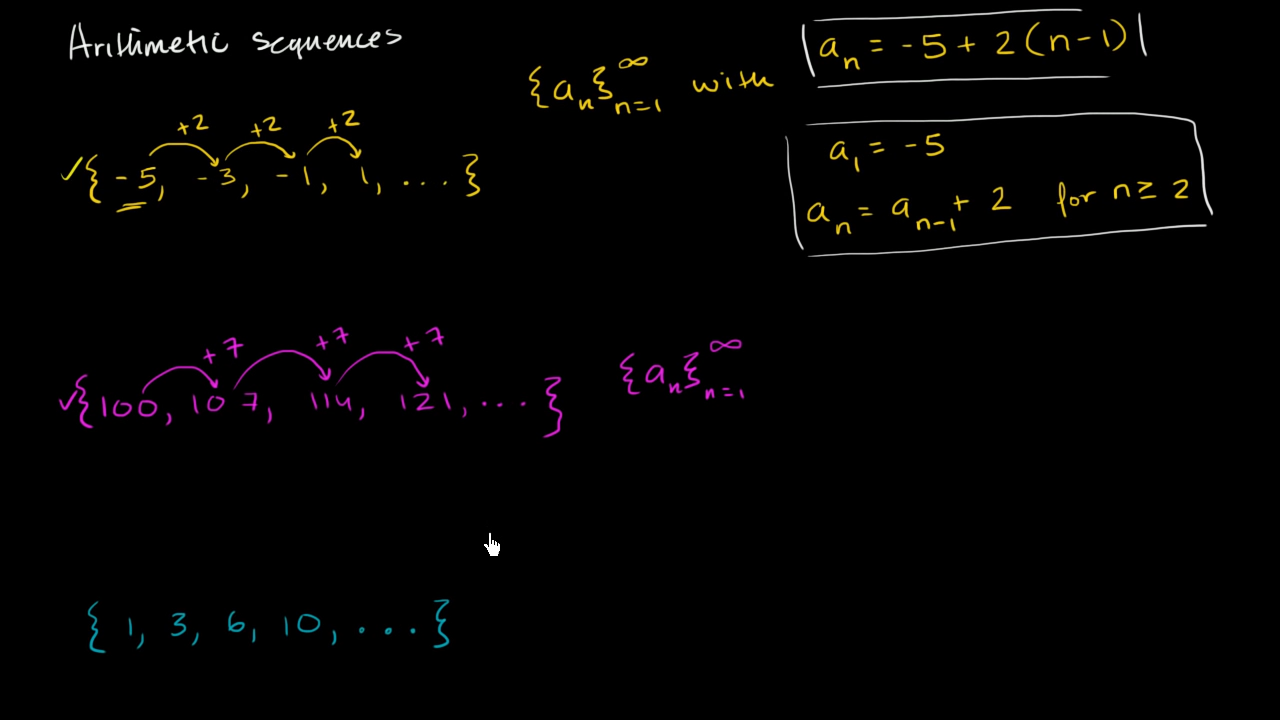 Arithmetic sequences
a_n = -5 + 2(n-1)
{a_n}_{n=1}^∞ with
+2 +2 +2
a_1 = -5
✓{-5, -3, -1, 1, ...}
a_n = a_{n-1} + 2 for n ≥ 2
+7 +7 +7
{a_n}_{n=1}^∞
✓{100, 107, 114, 121, ...}
{1, 3, 6, 10, ...}